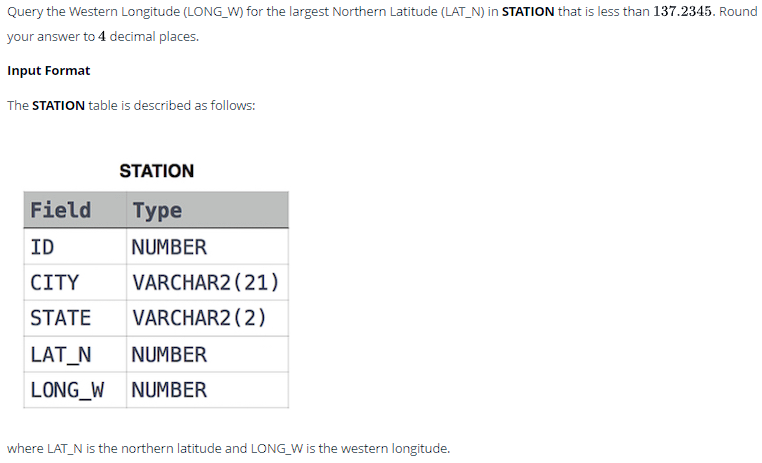 Query the Western Longitude (LONG_W) for the largest Northern Latitude (LAT_N) in STATION that is less than 137.2345. Round
your answer to 4 decimal places.
Input Format
The STATION table is described as follows:
STATION
Field Type
ID NUMBER
CITY VARCHAR2(21)
STATE VARCHAR2(2)
LAT_N NUMBER
LONG_W NUMBER
where LAT_N is the northern latitude and LONG_W is the western longitude.